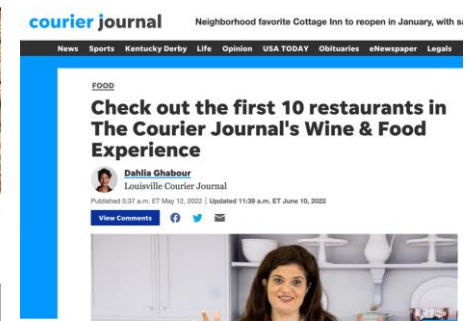 courier journal
Neighborhood favorite Cottage Inn to reopen in January, with
News Sports Kentucky Derby Life Opinion USA TODAY Obituaries eNewspaper Legals
FOOD
Check out the first 10 restaurants in
The Courier Journal's Wine & Food
Experience
Dahlia Ghabour
Louisville Courier Journal
Published 5:37 a.m. ET May 12, 2022 | Updated 11:39 a.m. ET June 10, 2022
View Comments